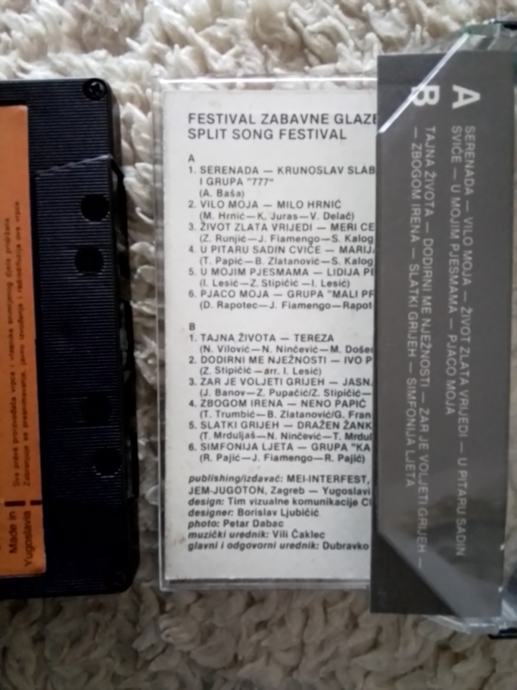 FESTIVAL ZABAVNE GLAZE
SPLIT SONG FESTIVAL
A
1. SERENADA — KRUNOSLAV SLAB
I GRUPA "777"
(A. Baša)
2. VILO MOJA — MILO HRNIĆ
(M. Hrnić—K. Juras—V. Delač)
3. ŽIVOT ZLATA VRIJEDI — MERI CE
(Z. Runjić—J. Fiamengo—S. Kalog
4. U PITARU SADIN CVIĆE — MARIJA
(T. Papić—B. Zlatanović—S. Kalog
5. U MOJIM PJESMAMA — LIDIJA PE
(I. Lesić—Z. Stipičić—I. Lesić)
6. PJACO MOJA — GRUPA "MALI PR
(D. Rapotec—J. Fiamengo—Rapot
B
1. TAJNA ŽIVOTA — TEREZA
(N. Vilović—N. Ninčević—M. Došer
2. DODIRNI ME NJEŽNOSTI — IVO P
(Z. Stipičić—arr. I. Lesić)
3. ZAR JE VOLJETI GRIJEH — JASNA
(J. Banov—Z. Pupačić/Z. Stipičić—
4. ZBOGOM IRENA — NENO PAPIĆ
(T. Trumbić—B. Zlatanović/G. Fran
5. SLATKI GRIJEH — DRAŽEN ŽANK
(T. Mrduljaš—N. Ninčević—T. Mrdul
6. SIMFONIJA LJETA — GRUPA "KA
(R. Pajić—J. Fiamengo—R. Pajić)
publishing/izdavač: MEI-INTERFEST,
JEM-JUGOTON, Zagreb — Yugoslavi
design: Tim vizualne komunikacije CI
designer: Borislav Ljubičić
photo: Petar Dabac
muzički urednik: Vili Čaklec
glavni i odgovorni urednik: Dubravko
A SERENADA — VILO MOJA — ŽIVOT ZLATA VRIJEDI — U PITARU SADIN
SVIĆE — U MOJIM PJESMAMA — PJACO MOJA
B TAJNA ŽIVOTA — DODIRNI ME NJEŽNOSTI — ZAR JE VOLJETI GRIJEH —
— ZBOGOM IRENA — SLATKI GRIJEH — SIMFONIJA LJETA
Made in
Yugoslavia